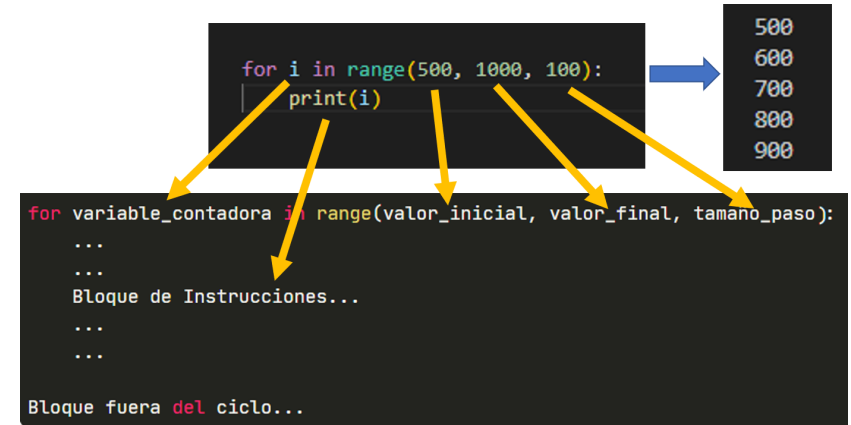 for i in range(500, 1000, 100):
print(i)
500
600
700
800
900
for variable_contadora in range(valor_inicial, valor_final, tamano_paso):
...
...
Bloque de Instrucciones...
...
...
Bloque fuera del ciclo...